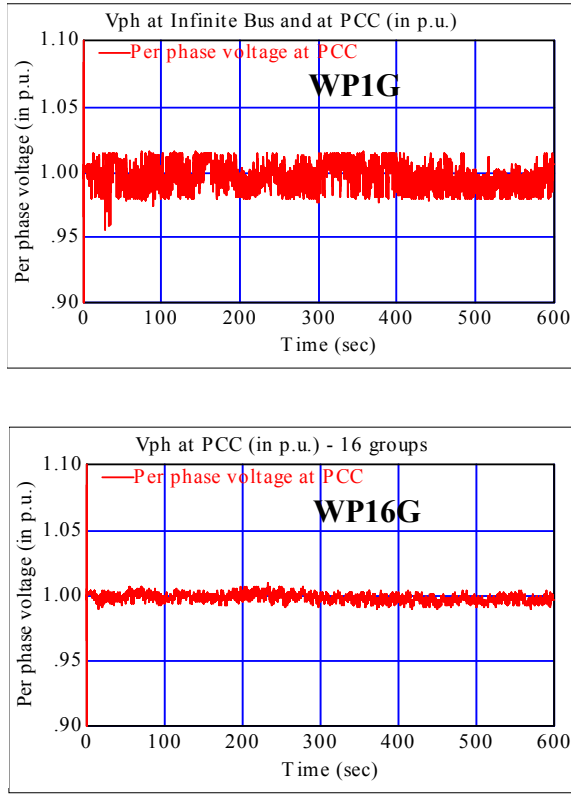 Vph at Infinite Bus and at PCC (in p.u.)
1.10
Per phase voltage at PCC
WP1G
1.05
1.00
.95
.90
Per phase voltage (in p.u.)
0 100 200 300 400 500 600
Time (sec)
Vph at PCC (in p.u.) - 16 groups
1.10
Per phase voltage at PCC
WP16G
1.05
1.00
.95
.90
Per phase voltage (in p.u.)
0 100 200 300 400 500 600
Time (sec)